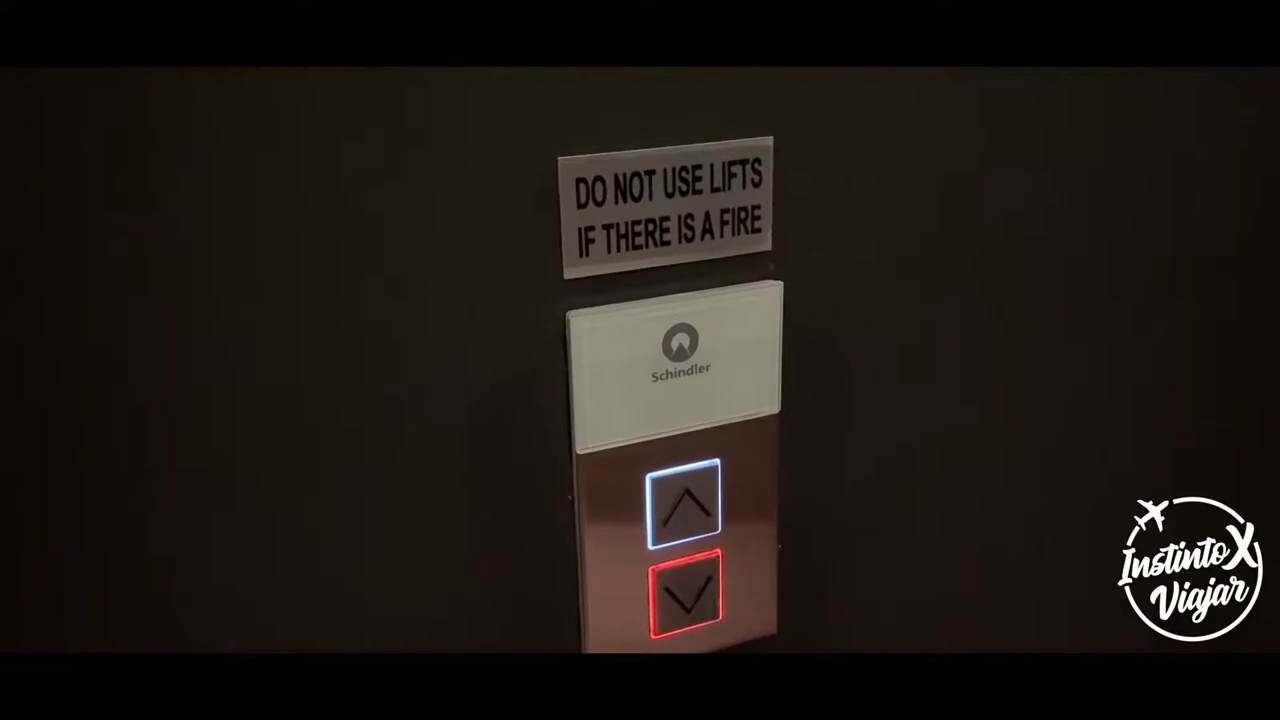 DO NOT USE LIFTS
IF THERE IS A FIRE
Schindler
Instinto X
Viajar